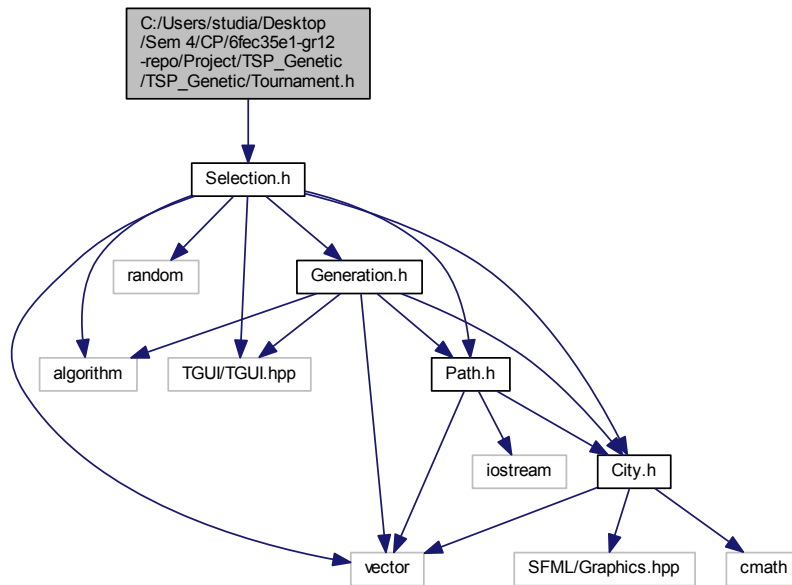 C:/Users/studia/Desktop
/Sem 4/CP/6fec35e1-gr12
-repo/Project/TSP_Genetic
/TSP_Genetic/Tournament.h
Selection.h
random
Generation.h
algorithm
TGUI/TGUI.hpp
Path.h
iostream
City.h
vector
SFML/Graphics.hpp
cmath